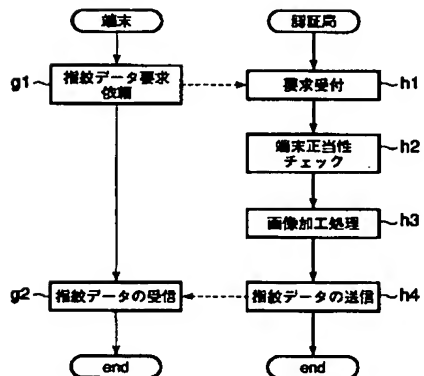 端末
認証局
g1
指紋データ要求
依頼
要求受付
h1
端末正当性
チェック
h2
画像加工処理
h3
g2
指紋データの受信
指紋データの送信
h4
end
end